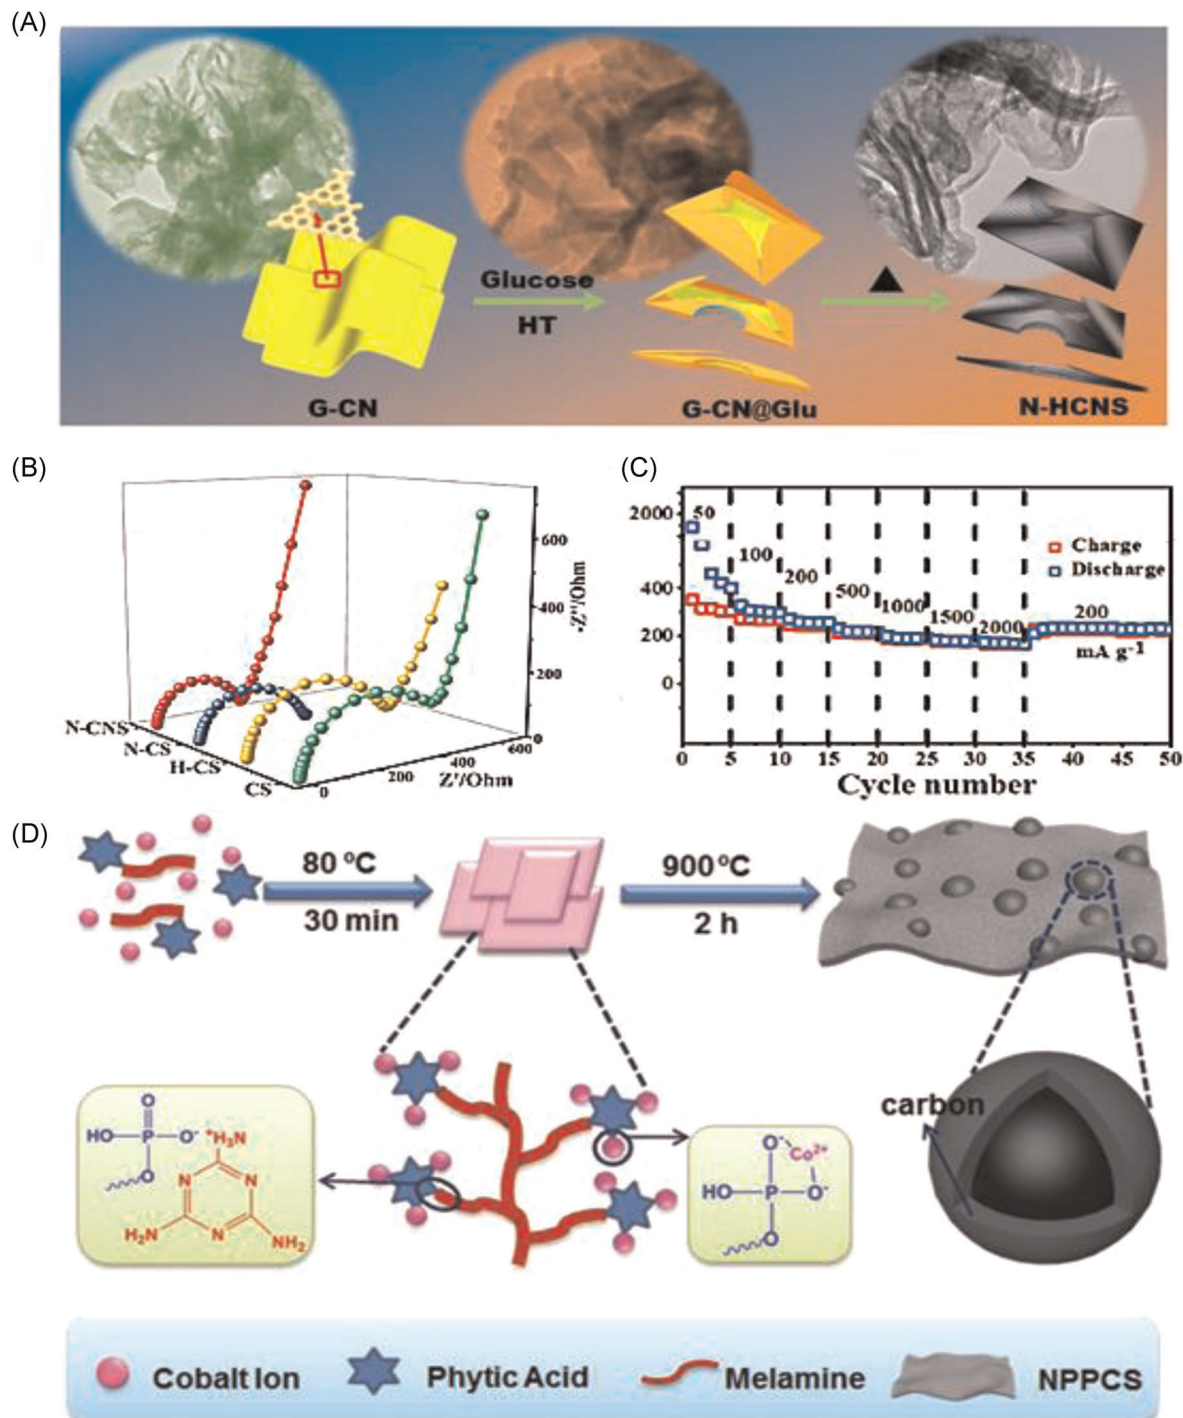 (A)
Glucose
HT
G-CN
G-CN@Glu
N-HCNS
(B)
-Z''/Ohm
600
400
200
0
N-CNS
N-CS
H-CS
CS
0
200
400
600
Z'/Ohm
(C)
2000
400
200
0
50
100
200
500
1000
1500
2000
200
mA g⁻¹
Charge
Discharge
0 5 10 15 20 25 30 35 40 45 50
Cycle number
(D)
80 ºC
30 min
900 ºC
2 h
carbon
O
HO P O⁻
⁺H₃N
O
N N
H₂N N NH₂
O⁻ Co²⁺
HO P O⁻
O
Cobalt Ion
Phytic Acid
Melamine
NPPCS